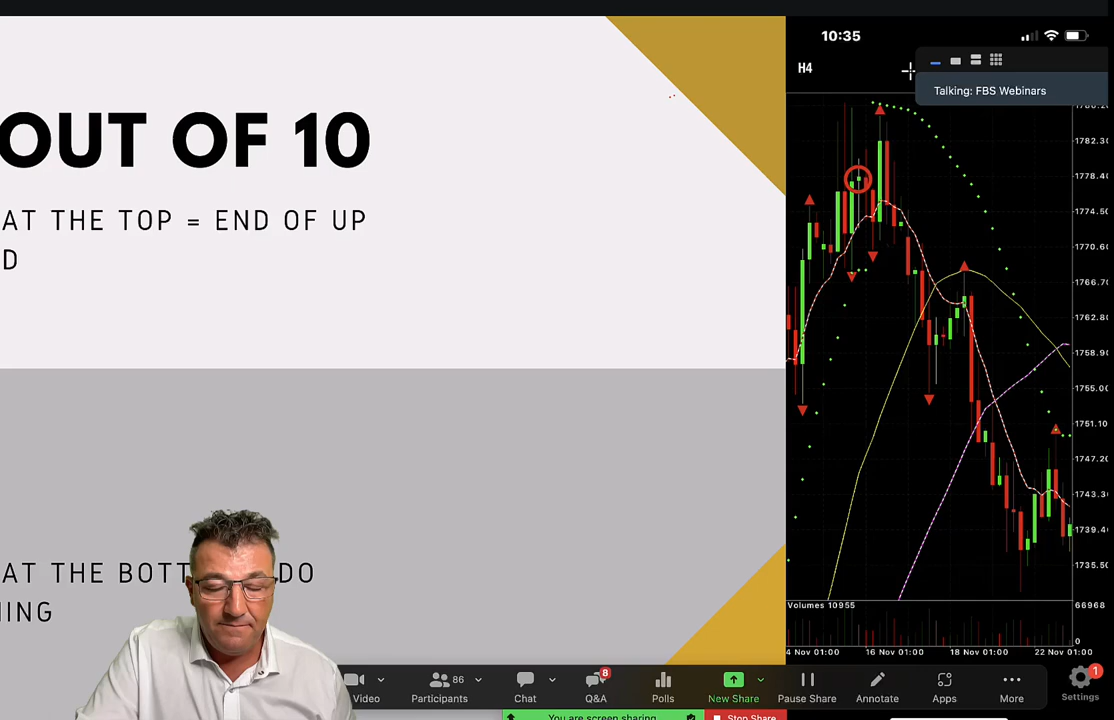 10:35
H4
Talking: FBS Webinars
OUT OF 10
AT THE TOP = END OF UP
D
AT THE BOTT DO
ING
1782.30
1778.40
1774.50
1770.60
1766.70
1762.80
1758.90
1755.00
1751.10
1747.20
1743.30
1739.40
1735.50
Volumes 10955
66968
0
4 Nov 01:00
16 Nov 01:00
18 Nov 01:00
22 Nov 01:00
Video
86
Participants
Chat
8
Q&A
Polls
New Share
Pause Share
Annotate
Apps
More
1
Settings
You are screen sharing
Stop Share